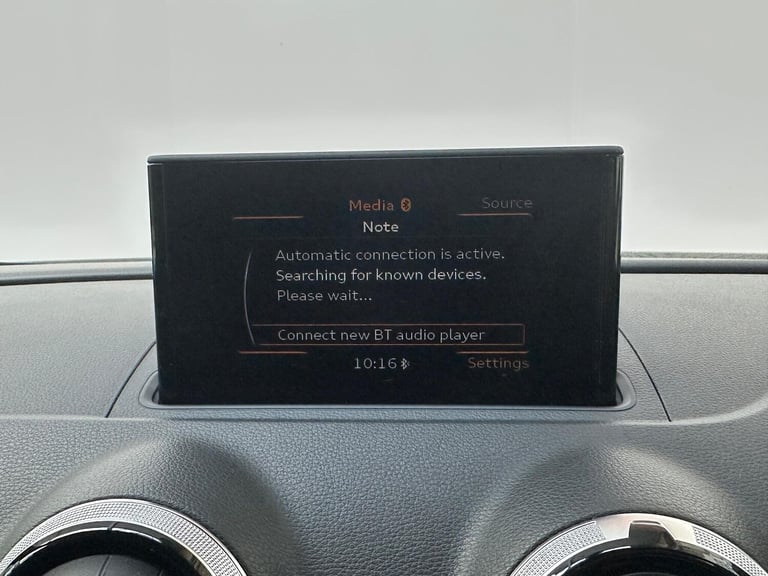 Media
Source
Note
Automatic connection is active.
Searching for known devices.
Please wait...
Connect new BT audio player
10:16
Settings